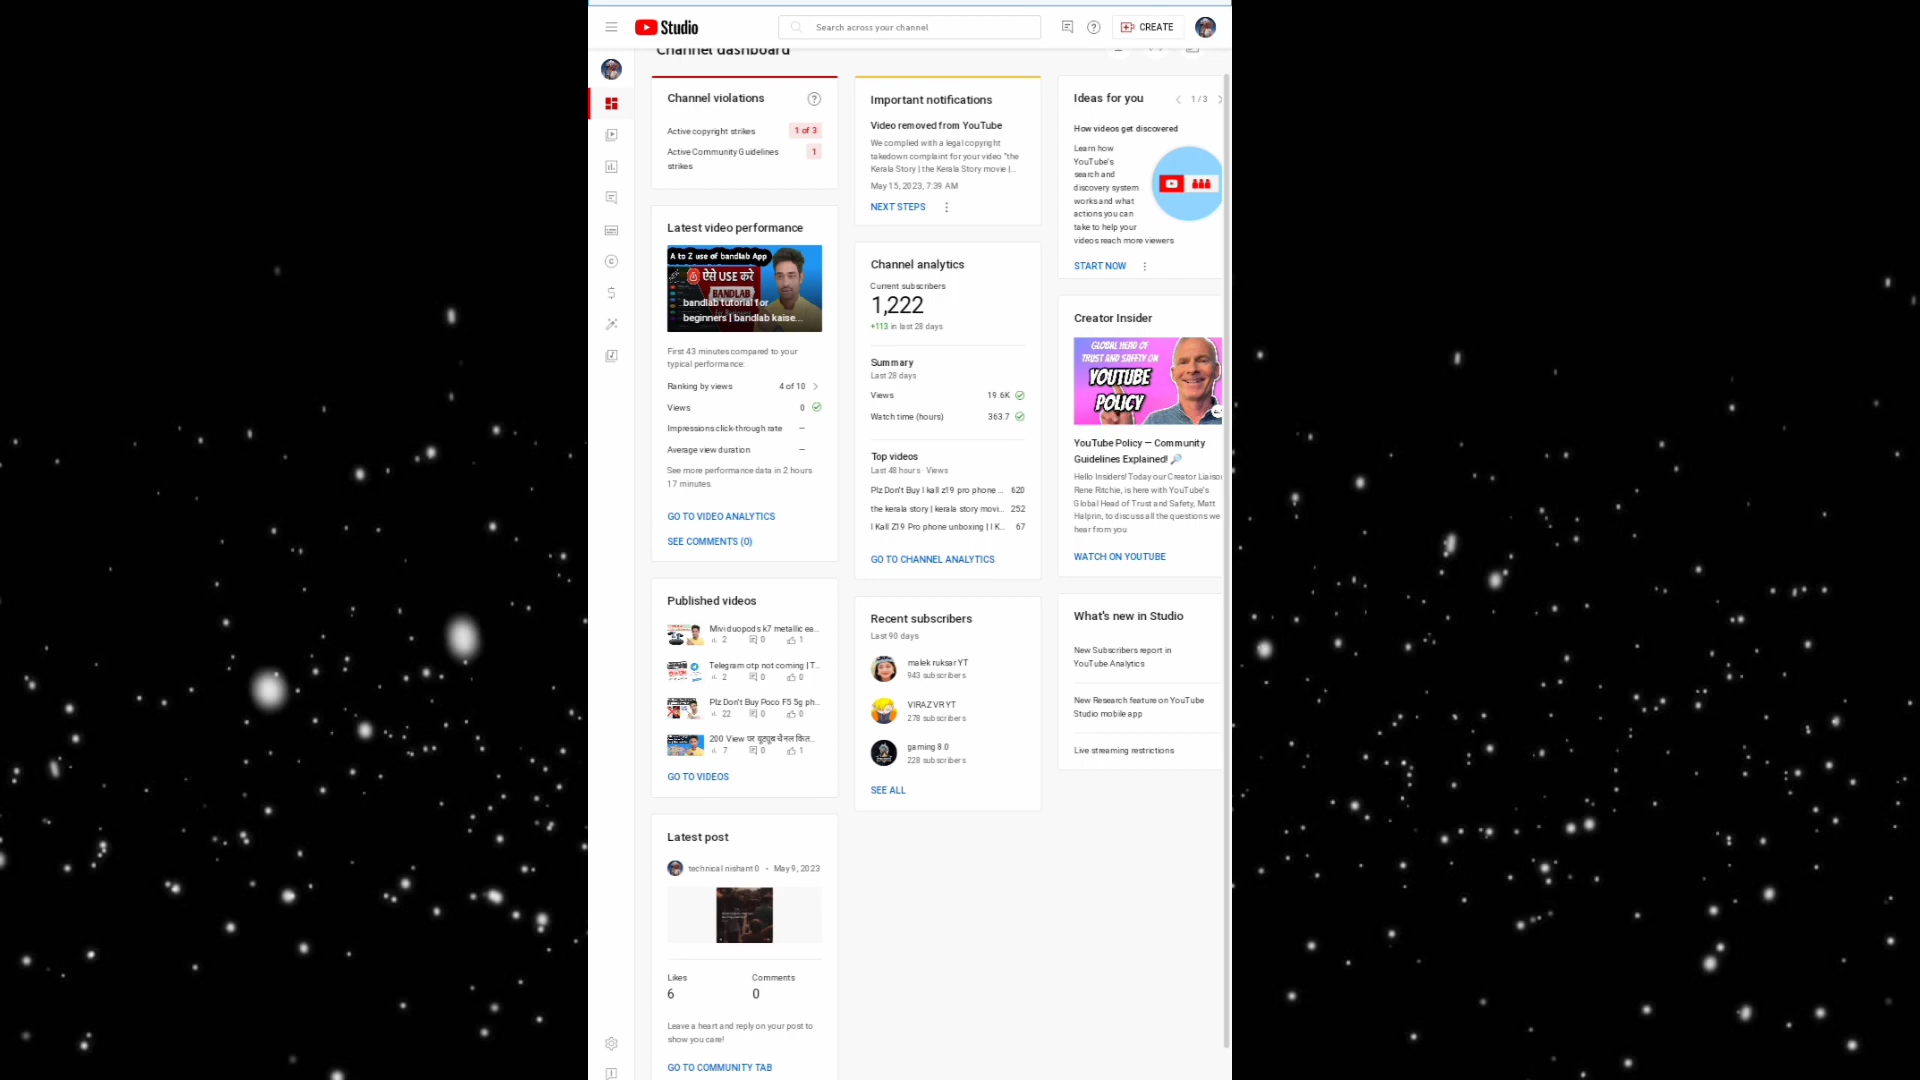 Studio
Search across your channel
CREATE
Channel dashboard
Channel violations
Active copyright strikes 1 of 3
Active Community Guidelines 1
strikes
Latest video performance
A to Z use of bandlab App
ऐसे USE करे
BANDLAB
for Beginners
bandlab tutorial for
beginners | bandlab kaise...
First 43 minutes compared to your
typical performance:
Ranking by views 4 of 10
Views 0
Impressions click-through rate –
Average view duration –
See more performance data in 2 hours
17 minutes.
GO TO VIDEO ANALYTICS
SEE COMMENTS (0)
Published videos
Mivi duopods k7 metallic ea...
2 0 1
Telegram otp not coming | T...
2 0 0
Plz Don't Buy Poco F5 5g ph...
22 0 0
200 View पर यूट्यूब चैनल कित...
7 0 1
GO TO VIDEOS
Latest post
technical nishant 0 • May 9, 2023
Likes Comments
6 0
Leave a heart and reply on your post to
show you care!
GO TO COMMUNITY TAB
Important notifications
Video removed from YouTube
We complied with a legal copyright
takedown complaint for your video "the
Kerala Story | the Kerala Story movie |...
May 15, 2023, 7:39 AM
NEXT STEPS
Channel analytics
Current subscribers
1,222
+113 in last 28 days
Summary
Last 28 days
Views 19.6K
Watch time (hours) 363.7
Top videos
Last 48 hours · Views
Plz Don't Buy I kall z19 pro phone ... 620
the kerala story | kerala story movi... 252
I Kall Z19 Pro phone unboxing | I K... 67
GO TO CHANNEL ANALYTICS
Recent subscribers
Last 90 days
malek ruksar YT
943 subscribers
VIRAZ VR YT
278 subscribers
gaming 8.0
228 subscribers
SEE ALL
Ideas for you 1 / 3
How videos get discovered
Learn how
YouTube's
search and
discovery system
works and what
actions you can
take to help your
videos reach more viewers
START NOW
Creator Insider
GLOBAL HEAD OF
TRUST AND SAFETY ON
YOUTUBE
POLICY
YouTube Policy — Community
Guidelines Explained! 🔎
Hello Insiders! Today our Creator Liaison
Rene Ritchie, is here with YouTube's
Global Head of Trust and Safety, Matt
Halprin, to discuss all the questions we
hear from you
WATCH ON YOUTUBE
What's new in Studio
New Subscribers report in
YouTube Analytics
New Research feature on YouTube
Studio mobile app
Live streaming restrictions